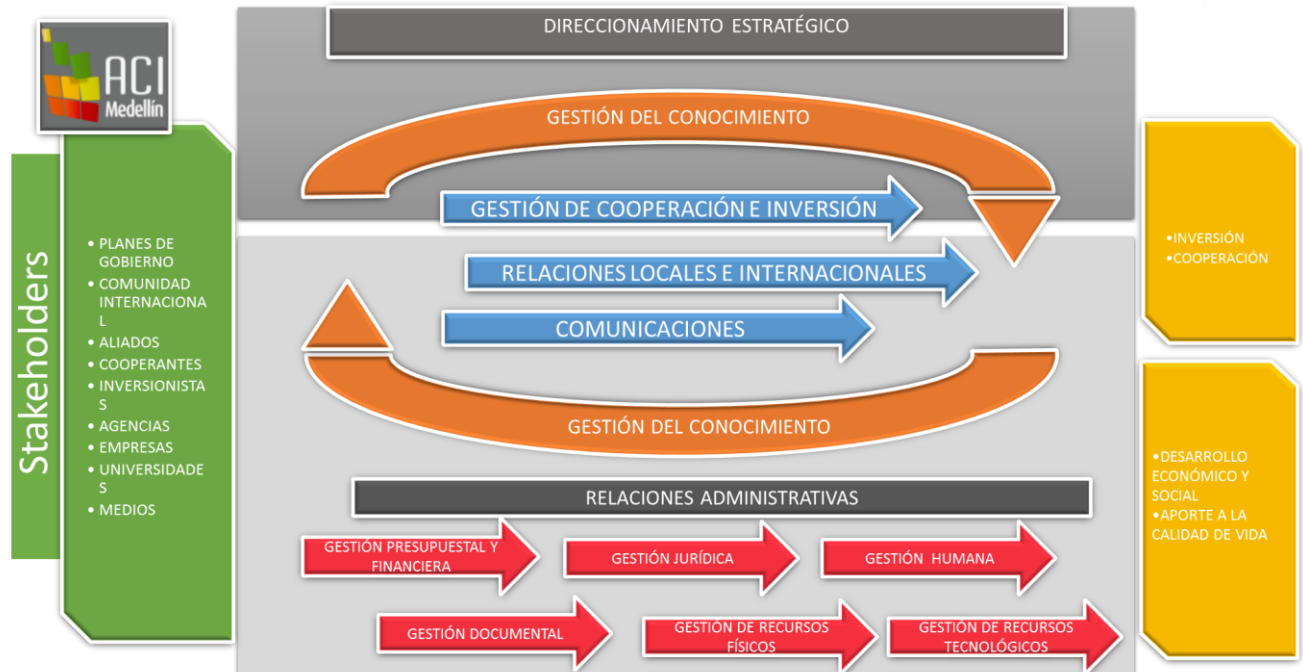 ACI
Medellín
Stakeholders
• PLANES DE
GOBIERNO
• COMUNIDAD
INTERNACIONA
L
• ALIADOS
• COOPERANTES
• INVERSIONISTA
S
• AGENCIAS
• EMPRESAS
• UNIVERSIDADE
S
• MEDIOS
DIRECCIONAMIENTO ESTRATÉGICO
GESTIÓN DEL CONOCIMIENTO
GESTIÓN DE COOPERACIÓN E INVERSIÓN
RELACIONES LOCALES E INTERNACIONALES
COMUNICACIONES
GESTIÓN DEL CONOCIMIENTO
RELACIONES ADMINISTRATIVAS
GESTIÓN PRESUPUESTAL Y
FINANCIERA
GESTIÓN JURÍDICA
GESTIÓN HUMANA
GESTIÓN DOCUMENTAL
GESTIÓN DE RECURSOS
FÍSICOS
GESTIÓN DE RECURSOS
TECNOLÓGICOS
•INVERSIÓN
•COOPERACIÓN
•DESARROLLO
ECONÓMICO Y
SOCIAL
•APORTE A LA
CALIDAD DE VIDA